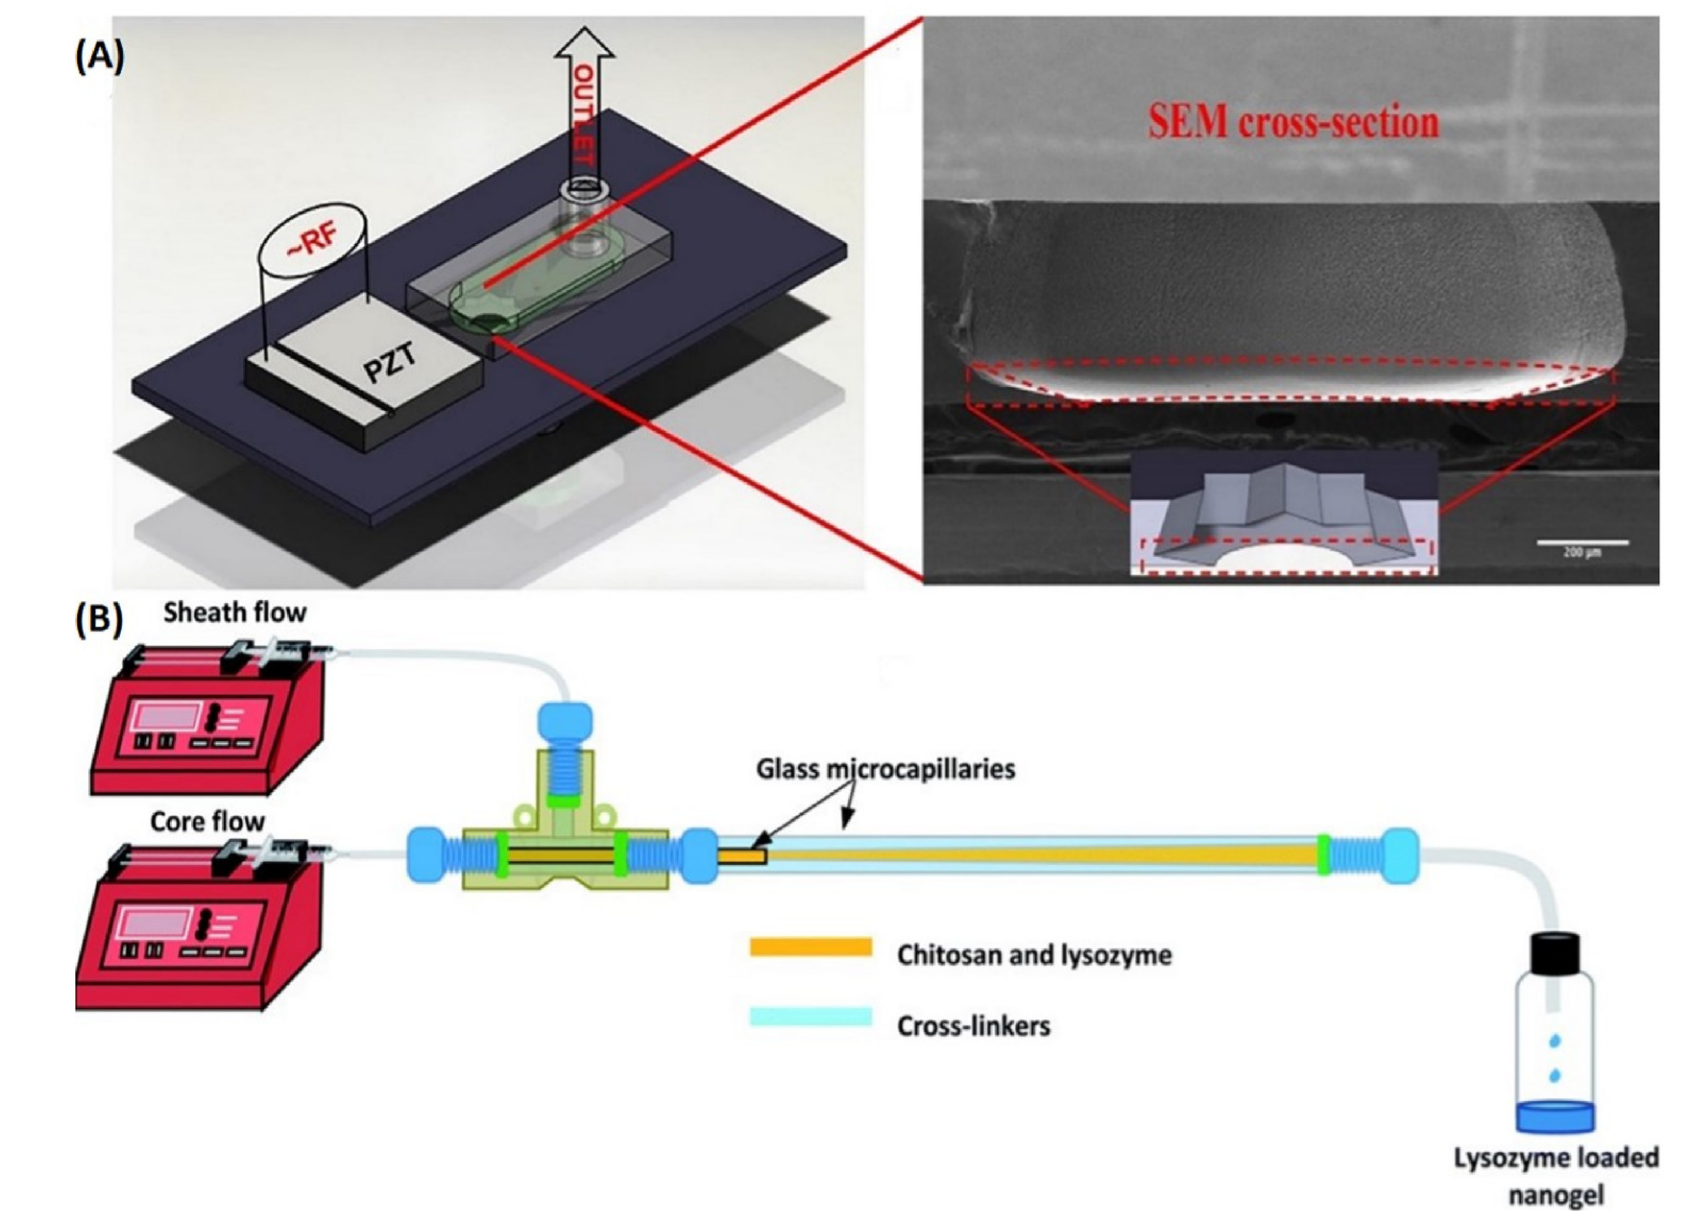 (A)
OUTLET
~RF
PZT
SEM cross-section
200 µm
(B)
Sheath flow
Core flow
Glass microcapillaries
Chitosan and lysozyme
Cross-linkers
Lysozyme loaded
nanogel